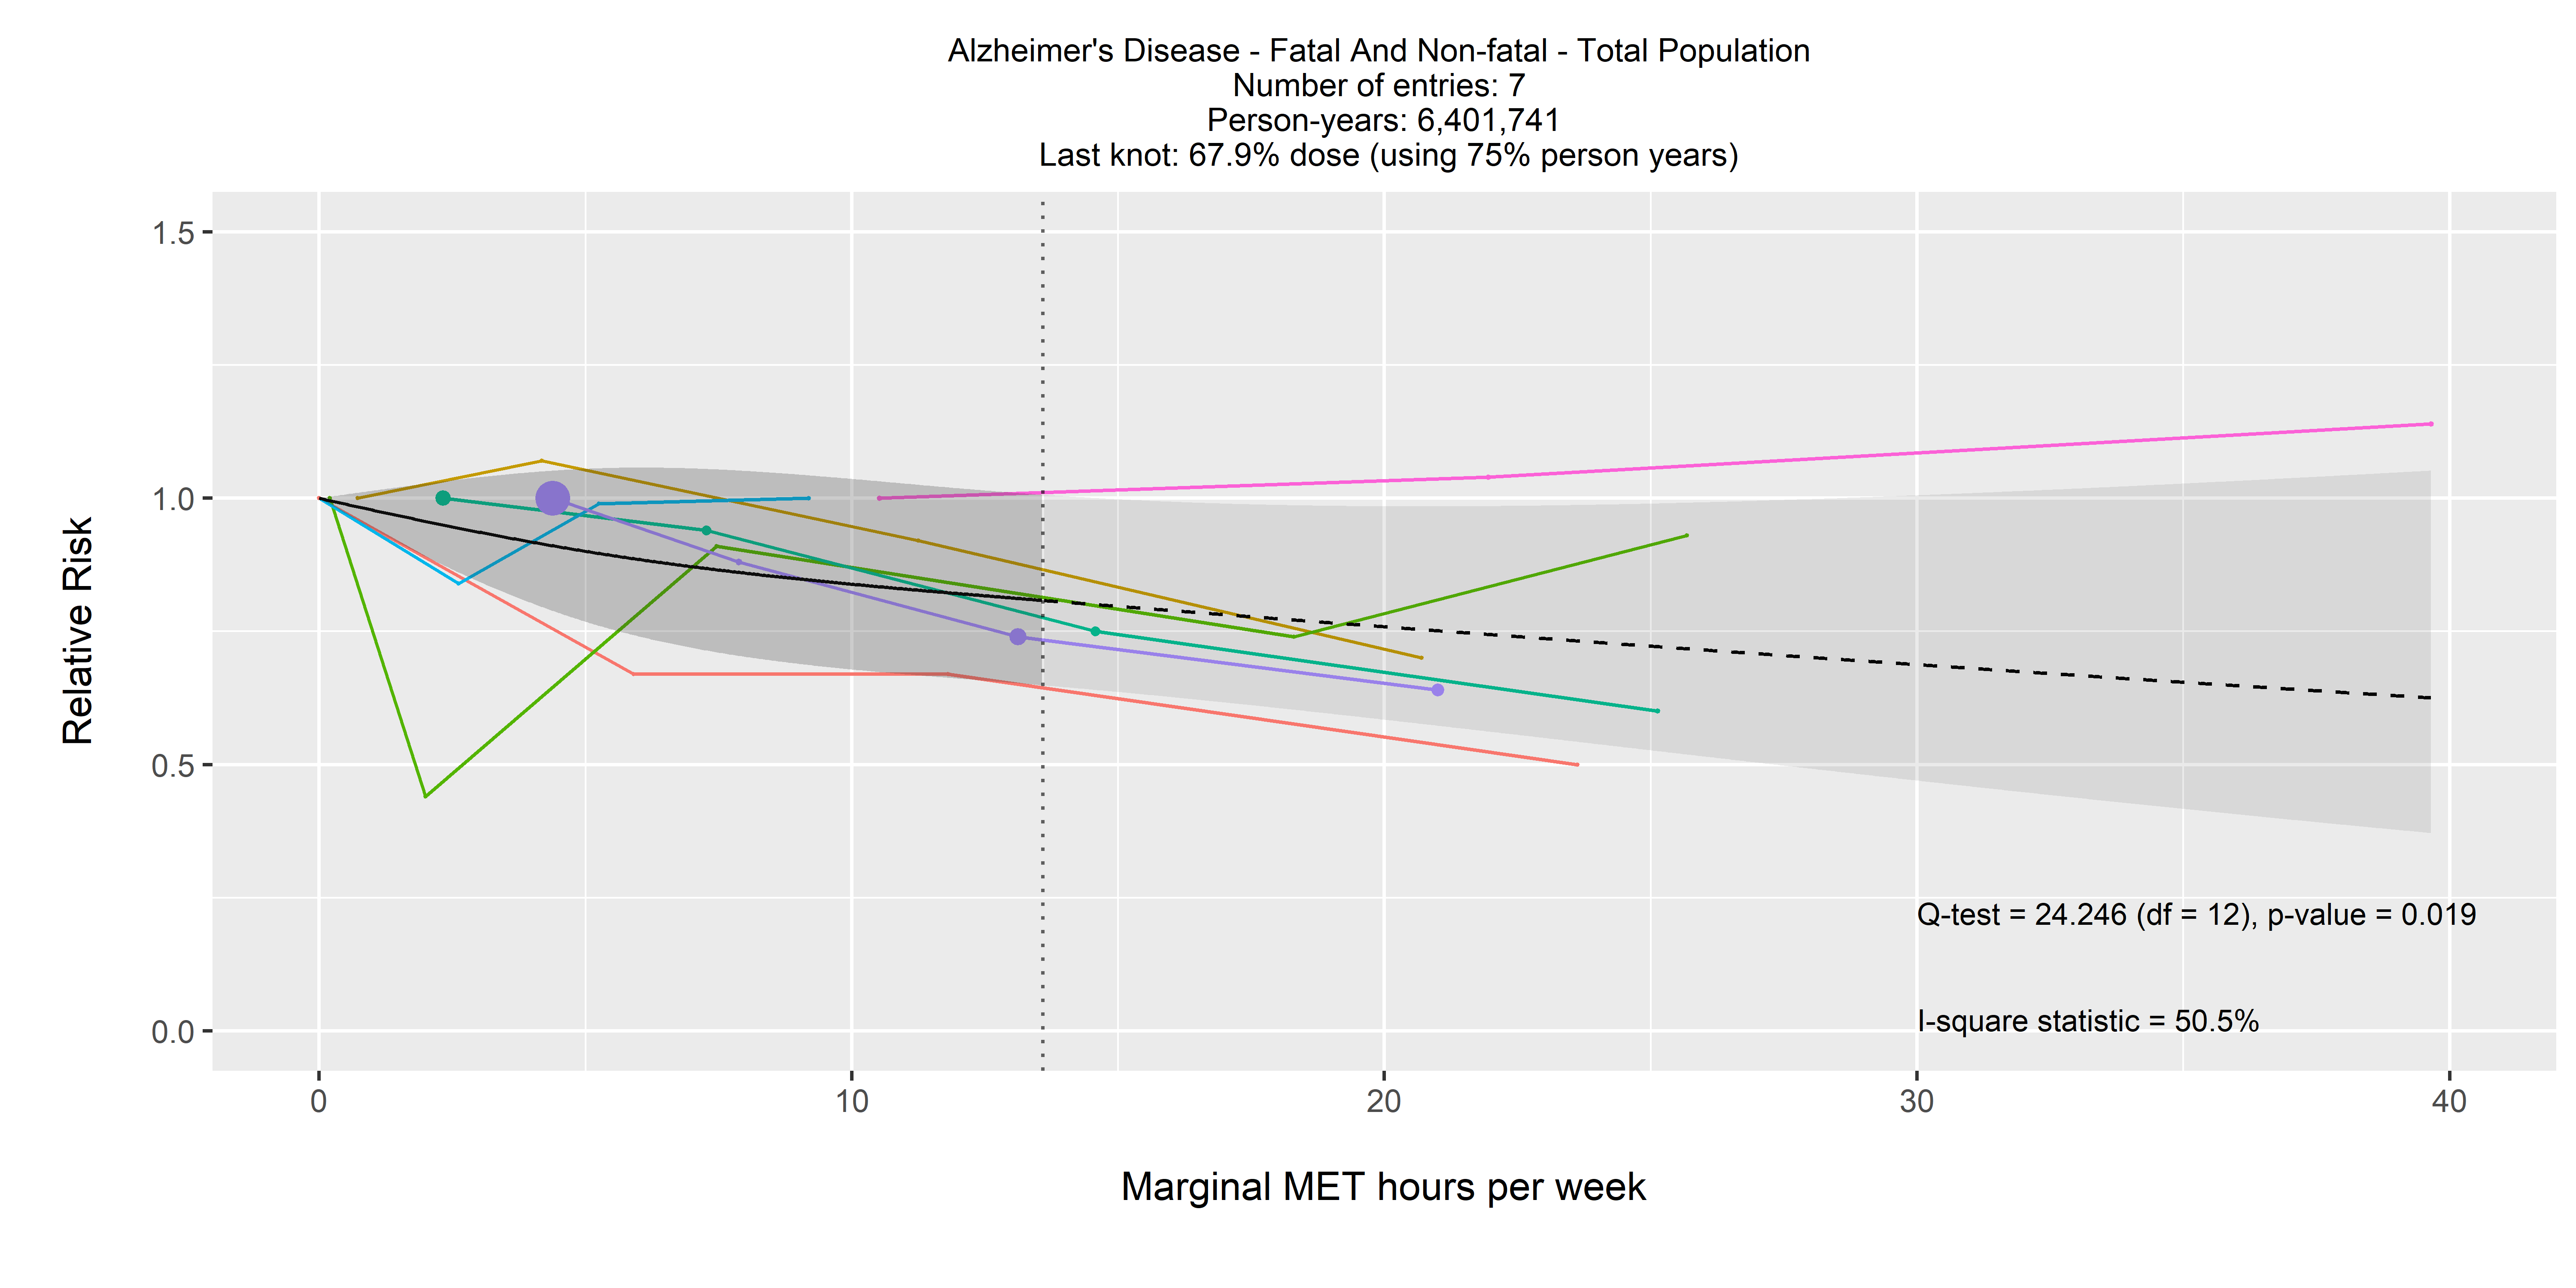 Alzheimer's Disease - Fatal And Non-fatal - Total Population
Number of entries: 7
Person-years: 6,401,741
Last knot: 67.9% dose (using 75% person years)
1.5
1.0
0.5
0.0
Relative Risk
Q-test = 24.246 (df = 12), p-value = 0.019
I-square statistic = 50.5%
0 10 20 30 40
Marginal MET hours per week